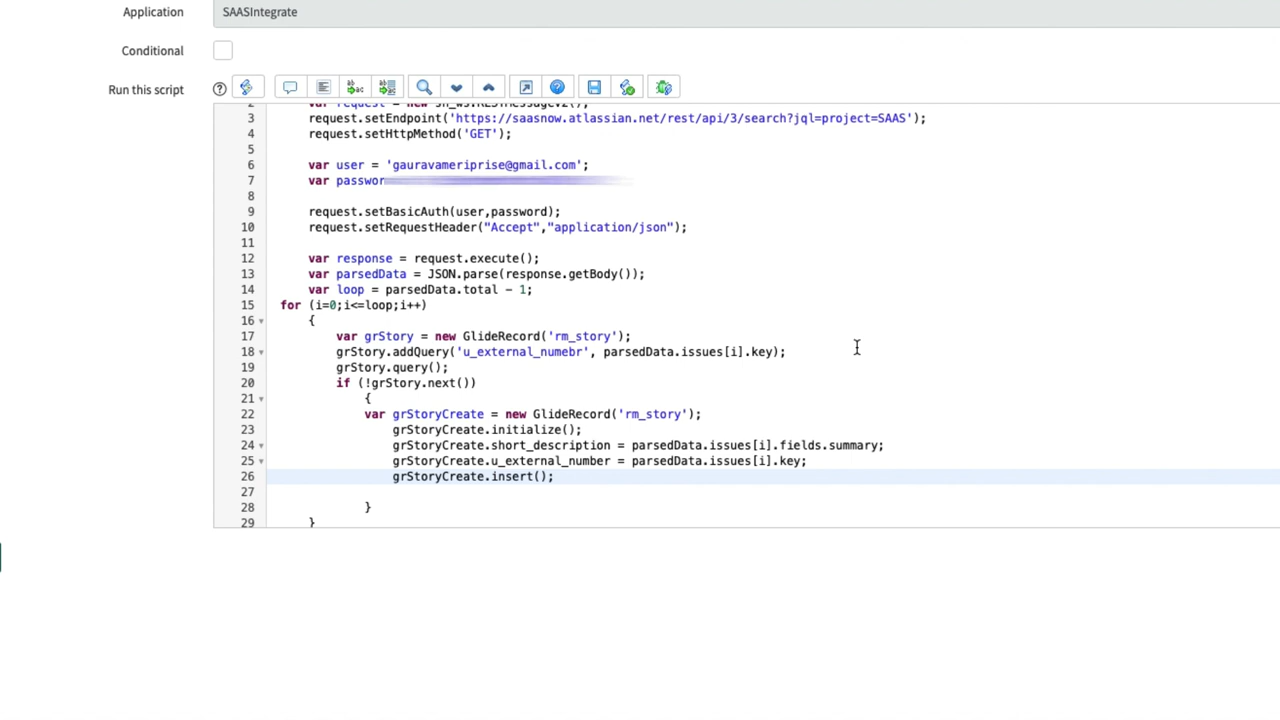 Application SAASIntegrate
Conditional
Run this script
2 var request = new sn_ws.RESTMessageV2();
3 request.setEndpoint('https://saasnow.atlassian.net/rest/api/3/search?jql=project=SAAS');
4 request.setHttpMethod('GET');
5
6 var user = 'gauravameriprise@gmail.com';
7 var passwor
8
9 request.setBasicAuth(user,password);
10 request.setRequestHeader("Accept","application/json");
11
12 var response = request.execute();
13 var parsedData = JSON.parse(response.getBody());
14 var loop = parsedData.total - 1;
15 for (i=0;i<=loop;i++)
16 {
17 var grStory = new GlideRecord('rm_story');
18 grStory.addQuery('u_external_numebr', parsedData.issues[i].key);
19 grStory.query();
20 if (!grStory.next())
21 {
22 var grStoryCreate = new GlideRecord('rm_story');
23 grStoryCreate.initialize();
24 grStoryCreate.short_description = parsedData.issues[i].fields.summary;
25 grStoryCreate.u_external_number = parsedData.issues[i].key;
26 grStoryCreate.insert();
27
28 }
29 }